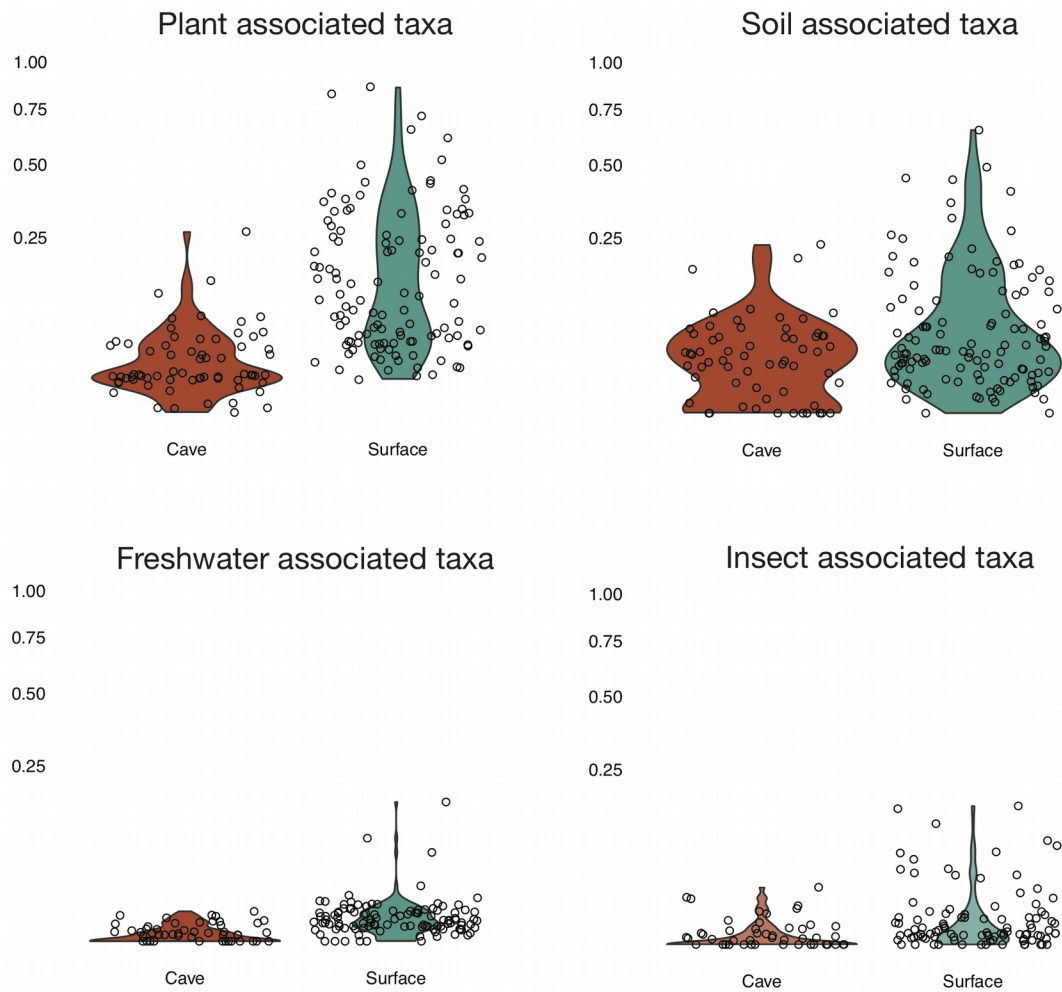 Plant associated taxa
1.00
0.75
0.50
0.25
Cave Surface
Soil associated taxa
1.00
0.75
0.50
0.25
Cave Surface
Freshwater associated taxa
1.00
0.75
0.50
0.25
Cave Surface
Insect associated taxa
1.00
0.75
0.50
0.25
Cave Surface